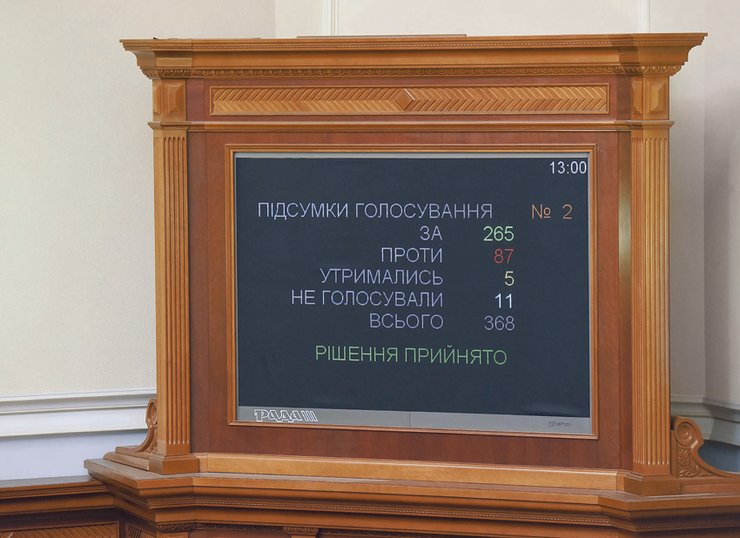 13:00
ПІДСУМКИ ГОЛОСУВАННЯ № 2
ЗА 265
ПРОТИ 87
УТРИМАЛИСЬ 5
НЕ ГОЛОСУВАЛИ 11
ВСЬОГО 368
РІШЕННЯ ПРИЙНЯТО
РАДА III